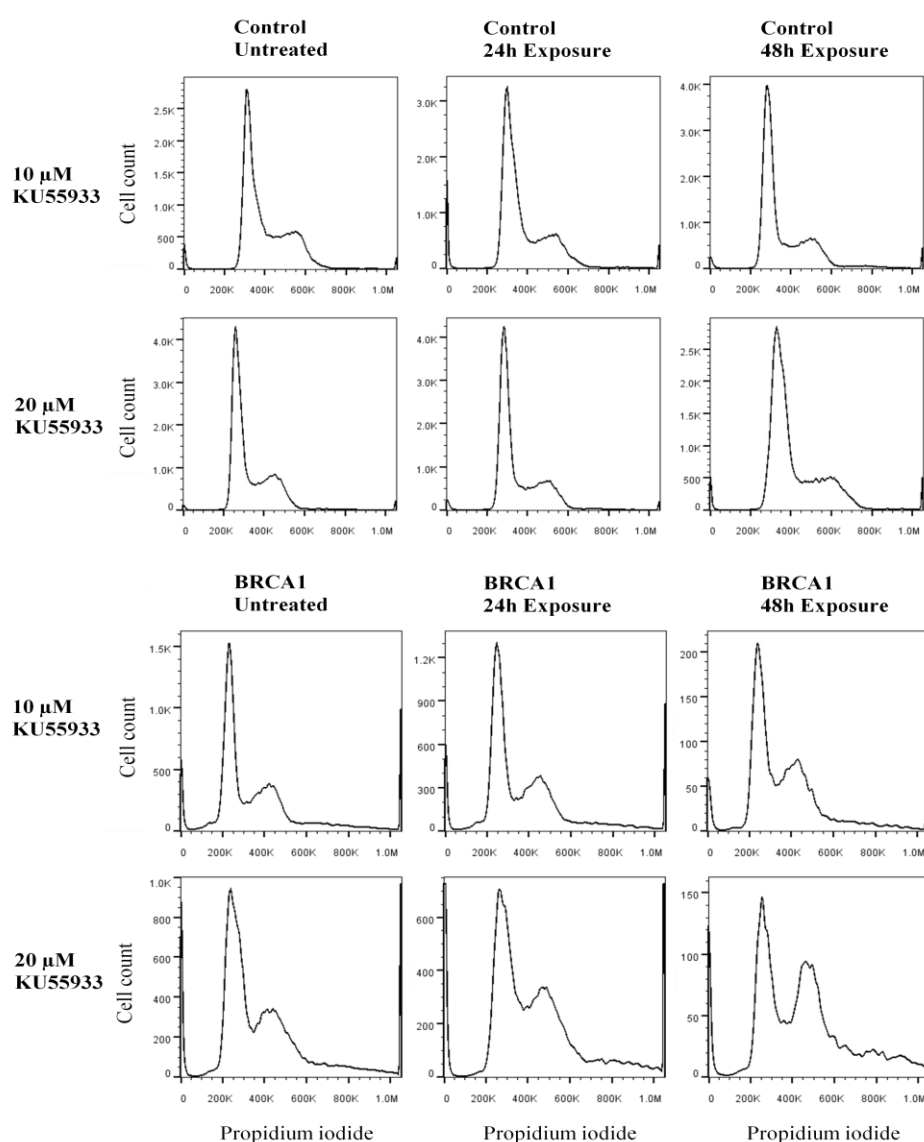 Control Control Control
Untreated 24h Exposure 48h Exposure
10 µM
KU55933
Cell count
2.5K
2.0K
1.5K
1.0K
500
0
0 200K 400K 600K 800K 1.0M
3.0K
2.0K
1.0K
0
0 200K 400K 600K 800K 1.0M
4.0K
3.0K
2.0K
1.0K
0
0 200K 400K 600K 800K 1.0M
20 µM
KU55933
Cell count
4.0K
3.0K
2.0K
1.0K
0
0 200K 400K 600K 800K 1.0M
4.0K
3.0K
2.0K
1.0K
0
0 200K 400K 600K 800K 1.0M
2.5K
2.0K
1.5K
1.0K
500
0
0 200K 400K 600K 800K 1.0M
BRCA1 BRCA1 BRCA1
Untreated 24h Exposure 48h Exposure
10 µM
KU55933
Cell count
1.5K
1.0K
500
0
0 200K 400K 600K 800K 1.0M
1.2K
900
600
300
0
0 200K 400K 600K 800K 1.0M
200
150
100
50
0
0 200K 400K 600K 800K 1.0M
20 µM
KU55933
Cell count
1.0K
800
600
400
200
0
0 200K 400K 600K 800K 1.0M
600
400
200
0
0 200K 400K 600K 800K 1.0M
150
100
50
0
0 200K 400K 600K 800K 1.0M
Propidium iodide Propidium iodide Propidium iodide